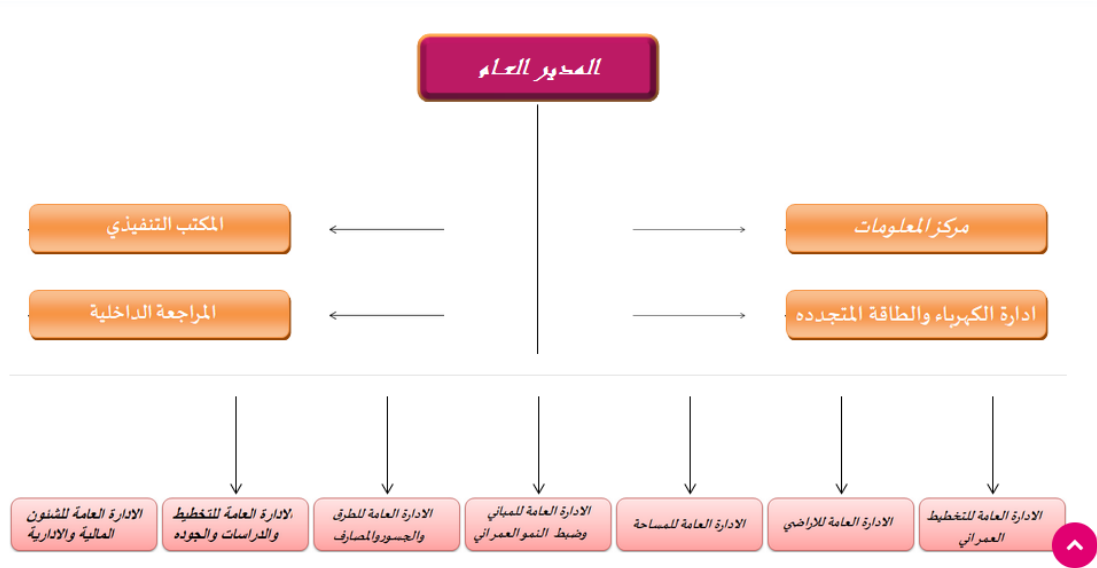 المدير العام
مركز المعلومات
المكتب التنفيذي
ادارة الكهرباء والطاقة المتجدده
المراجعة الداخلية
الادارة العامة للتخطيط
العمراني
الادارة العامة للاراضي
الادارة العامة للمساحة
الادارة العامة للمباني
وضبط النمو العمراني
الادارة العامة للطرق
والجسور والمصارف
الادارة العامة للتخطيط
والدراسات والجوده
الادارة العامة للشئون
المالية والادارية